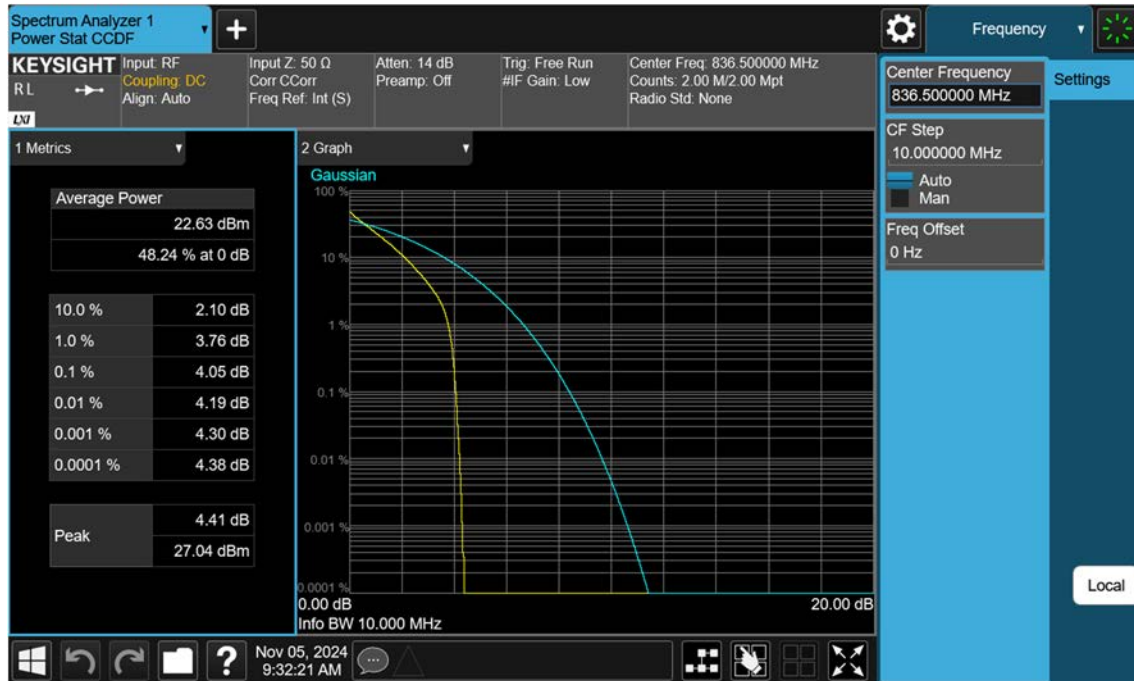 Spectrum Analyzer 1
Power Stat CCDF
Frequency
KEYSIGHT
R L
LXI
Input: RF
Coupling: DC
Align: Auto
Input Z: 50 Ω
Corr CCorr
Freq Ref: Int (S)
Atten: 14 dB
Preamp: Off
Trig: Free Run
#IF Gain: Low
Center Freq: 836.500000 MHz
Counts: 2.00 M/2.00 Mpt
Radio Std: None
Center Frequency
836.500000 MHz
Settings
CF Step
10.000000 MHz
Auto
Man
Freq Offset
0 Hz
Local
1 Metrics
Average Power
22.63 dBm
48.24 % at 0 dB
10.0 % 2.10 dB
1.0 % 3.76 dB
0.1 % 4.05 dB
0.01 % 4.19 dB
0.001 % 4.30 dB
0.0001 % 4.38 dB
Peak
4.41 dB
27.04 dBm
2 Graph
Gaussian
100 %
10 %
1 %
0.1 %
0.01 %
0.001 %
0.0001 %
0.00 dB 20.00 dB
Info BW 10.000 MHz
?
Nov 05, 2024
9:32:21 AM